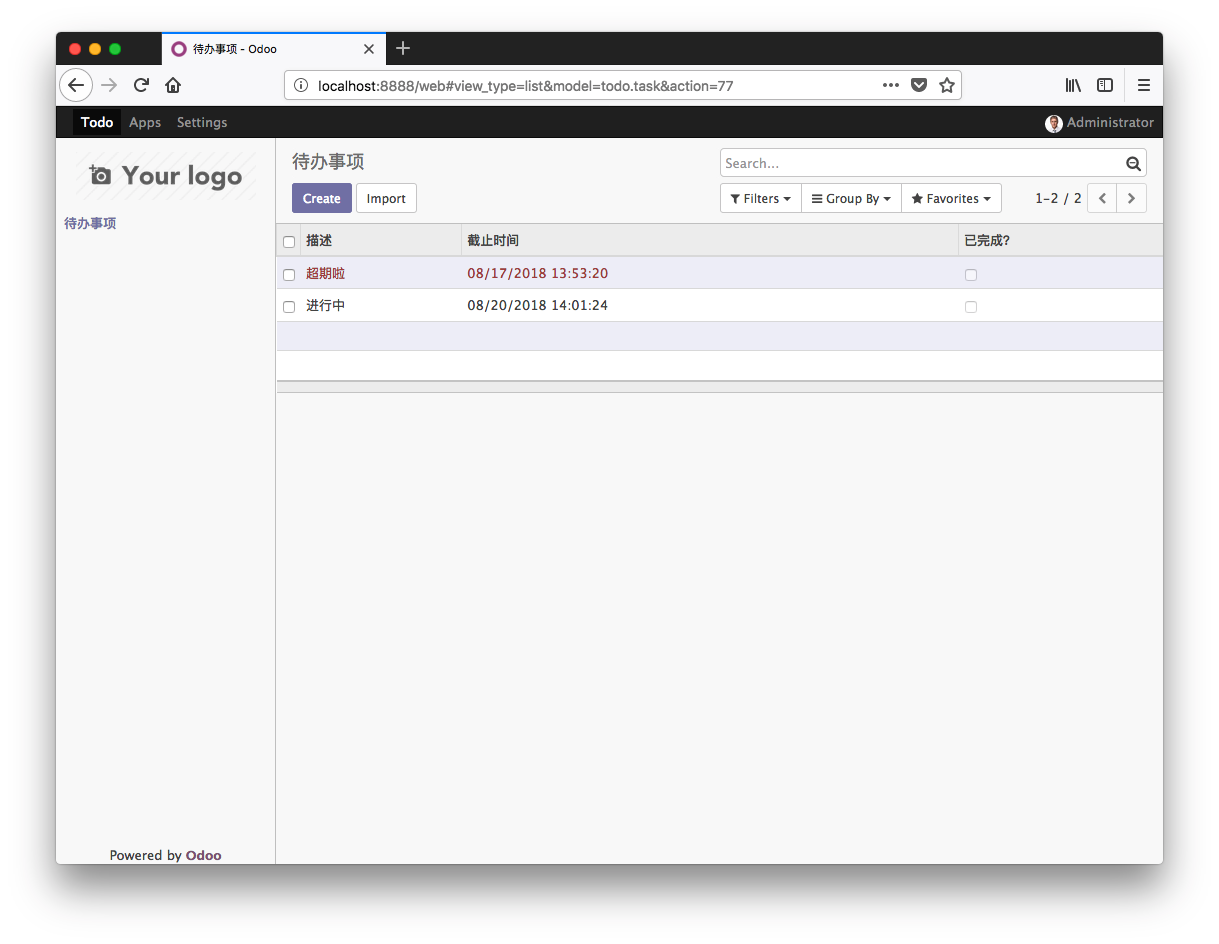 待办事项 - Odoo
localhost:8888/web#view_type=list&model=todo.task&action=77
Todo Apps Settings Administrator
Your logo
待办事项
待办事项
Search...
Create Import
Filters Group By Favorites 1-2 / 2
描述 截止时间 已完成?
超期啦 08/17/2018 13:53:20
进行中 08/20/2018 14:01:24
Powered by Odoo